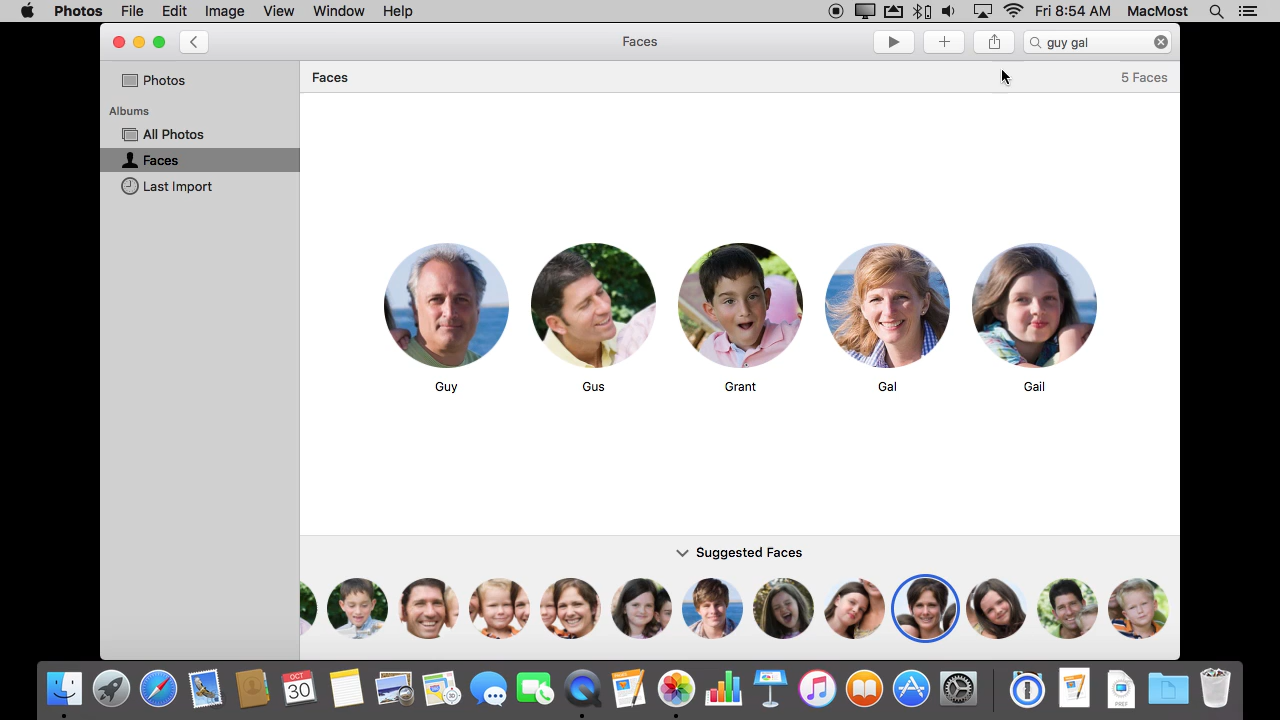 Photos File Edit Image View Window Help Fri 8:54 AM MacMost
Faces guy gal
Photos
Albums
All Photos
Faces
Last Import
Faces 5 Faces
Guy Gus Grant Gal Gail
Suggested Faces
OCT
30